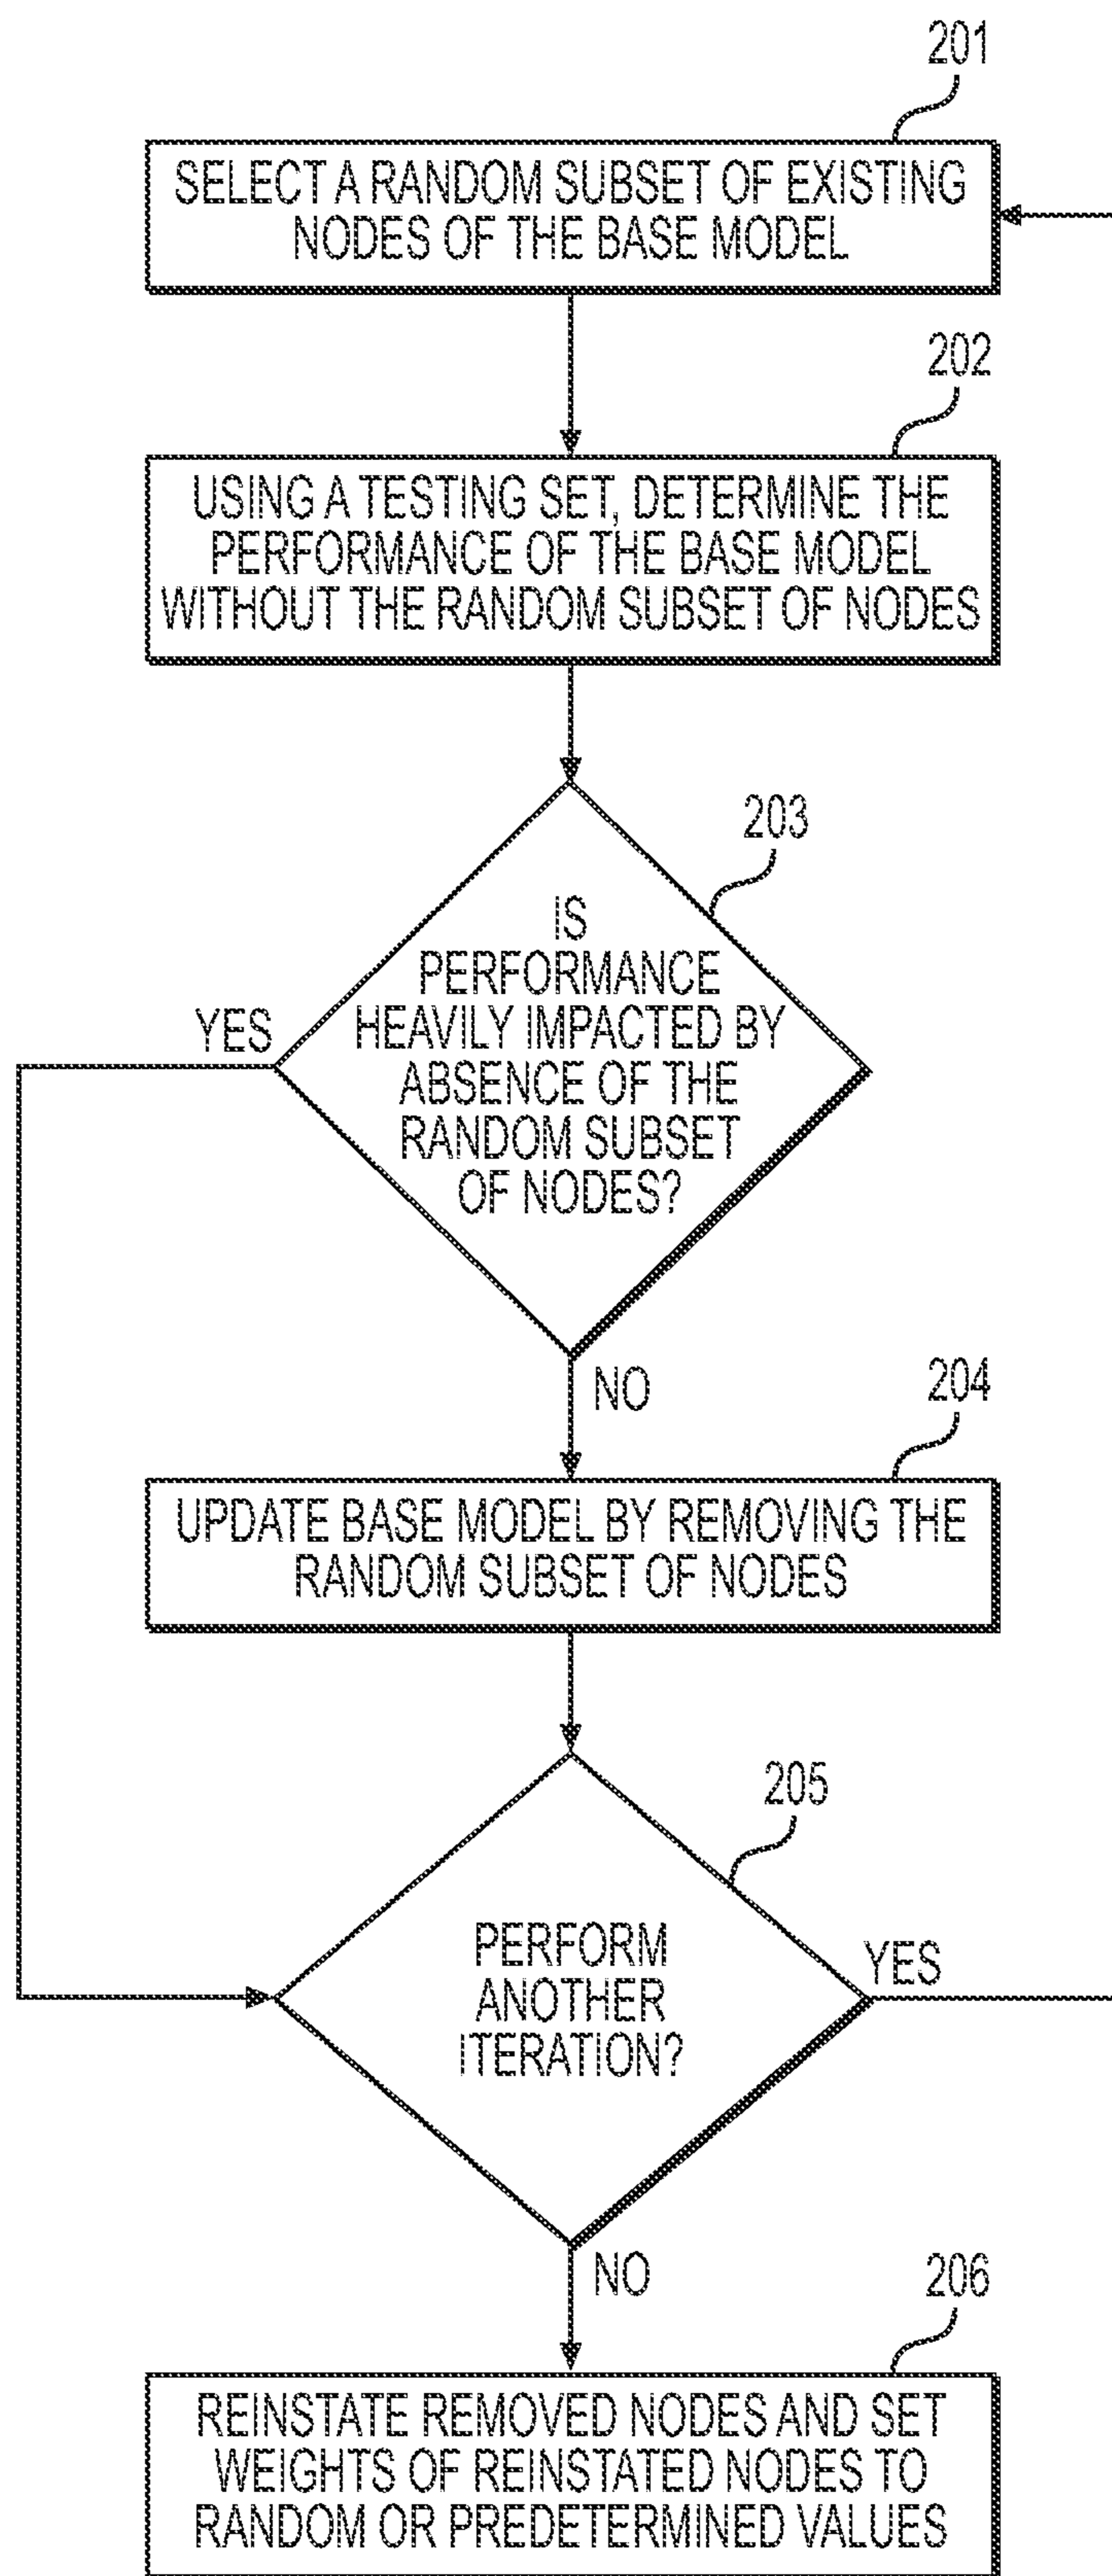 201
SELECT A RANDOM SUBSET OF EXISTING
NODES OF THE BASE MODEL
202
USING A TESTING SET, DETERMINE THE
PERFORMANCE OF THE BASE MODEL
WITHOUT THE RANDOM SUBSET OF NODES
203
IS
PERFORMANCE
HEAVILY IMPACTED BY
ABSENCE OF THE
RANDOM SUBSET
OF NODES?
YES
NO
204
UPDATE BASE MODEL BY REMOVING THE
RANDOM SUBSET OF NODES
205
PERFORM
ANOTHER
ITERATION?
YES
NO
206
REINSTATE REMOVED NODES AND SET
WEIGHTS OF REINSTATED NODES TO
RANDOM OR PREDETERMINED VALUES